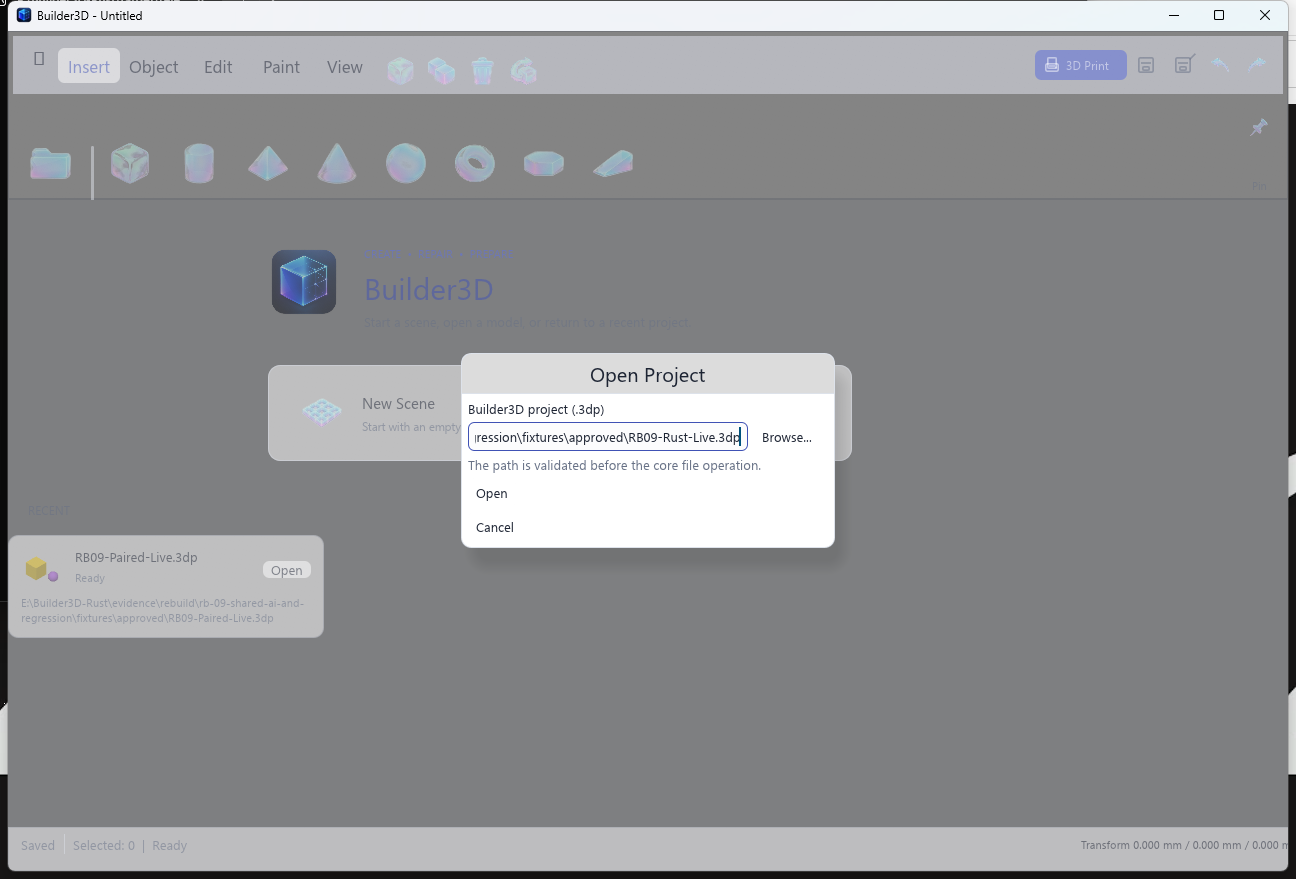 Builder3D - Untitled
Insert Object Edit Paint View 3D Print
Pin
Builder3D
Start a scene, open a model, or return to a recent project.
Open Project
New Scene
Start with an empty
Builder3D project (.3dp)
ression\fixtures\approved\RB09-Rust-Live.3dp Browse...
The path is validated before the core file operation.
Open
Cancel
RECENT
RB09-Paired-Live.3dp
Ready
Open
E:\Builder3D-Rust\evidence\rebuild\rb-09-shared-ai-and-
regression\fixtures\approved\RB09-Paired-Live.3dp
Saved Selected: 0 | Ready Transform 0.000 mm / 0.000 mm / 0.000 m